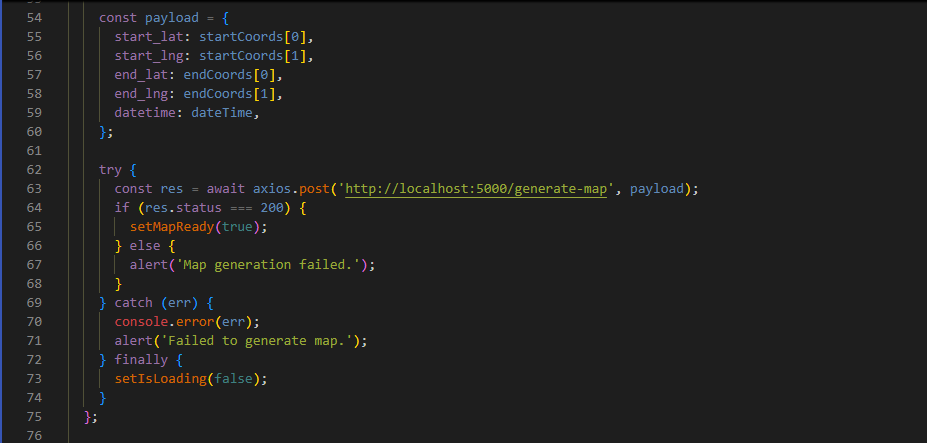 54 const payload = {
55 start_lat: startCoords[0],
56 start_lng: startCoords[1],
57 end_lat: endCoords[0],
58 end_lng: endCoords[1],
59 datetime: dateTime,
60 };
61
62 try {
63 const res = await axios.post('http://localhost:5000/generate-map', payload);
64 if (res.status === 200) {
65 setMapReady(true);
66 } else {
67 alert('Map generation failed.');
68 }
69 } catch (err) {
70 console.error(err);
71 alert('Failed to generate map.');
72 } finally {
73 setIsLoading(false);
74 }
75 };
76